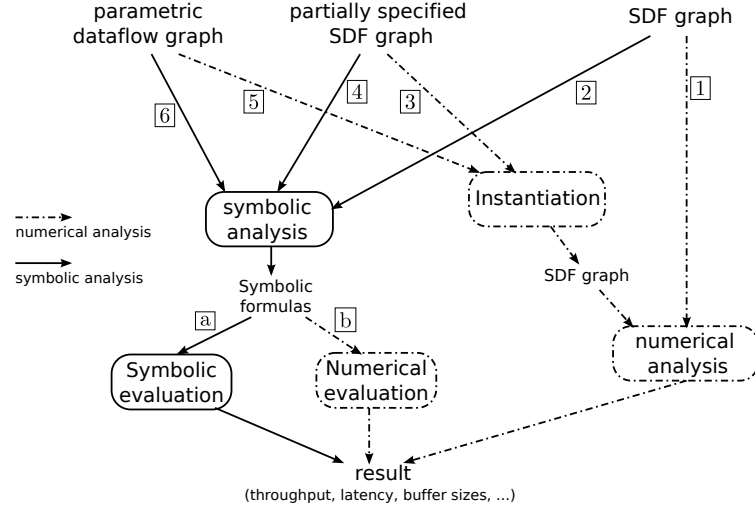 parametric
dataflow graph
partially specified
SDF graph
SDF graph
6
5
4
3
2
1
symbolic
analysis
Instantiation
numerical analysis
symbolic analysis
SDF graph
Symbolic
formulas
a
b
numerical
analysis
Symbolic
evaluation
Numerical
evaluation
result
(throughput, latency, buffer sizes, ...)